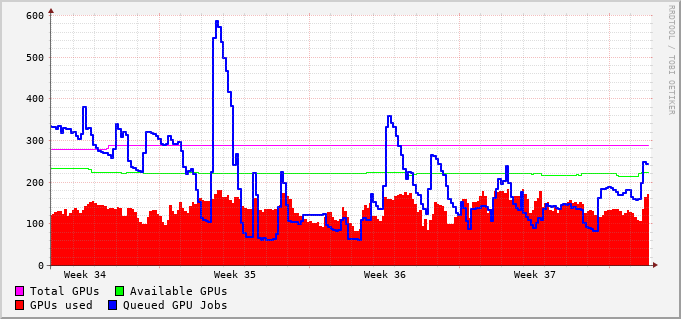 600
500
400
300
200
100
0
Week 34 Week 35 Week 36 Week 37
Total GPUs Available GPUs
GPUs used Queued GPU Jobs
RRDTOOL / TOBI OETIKER